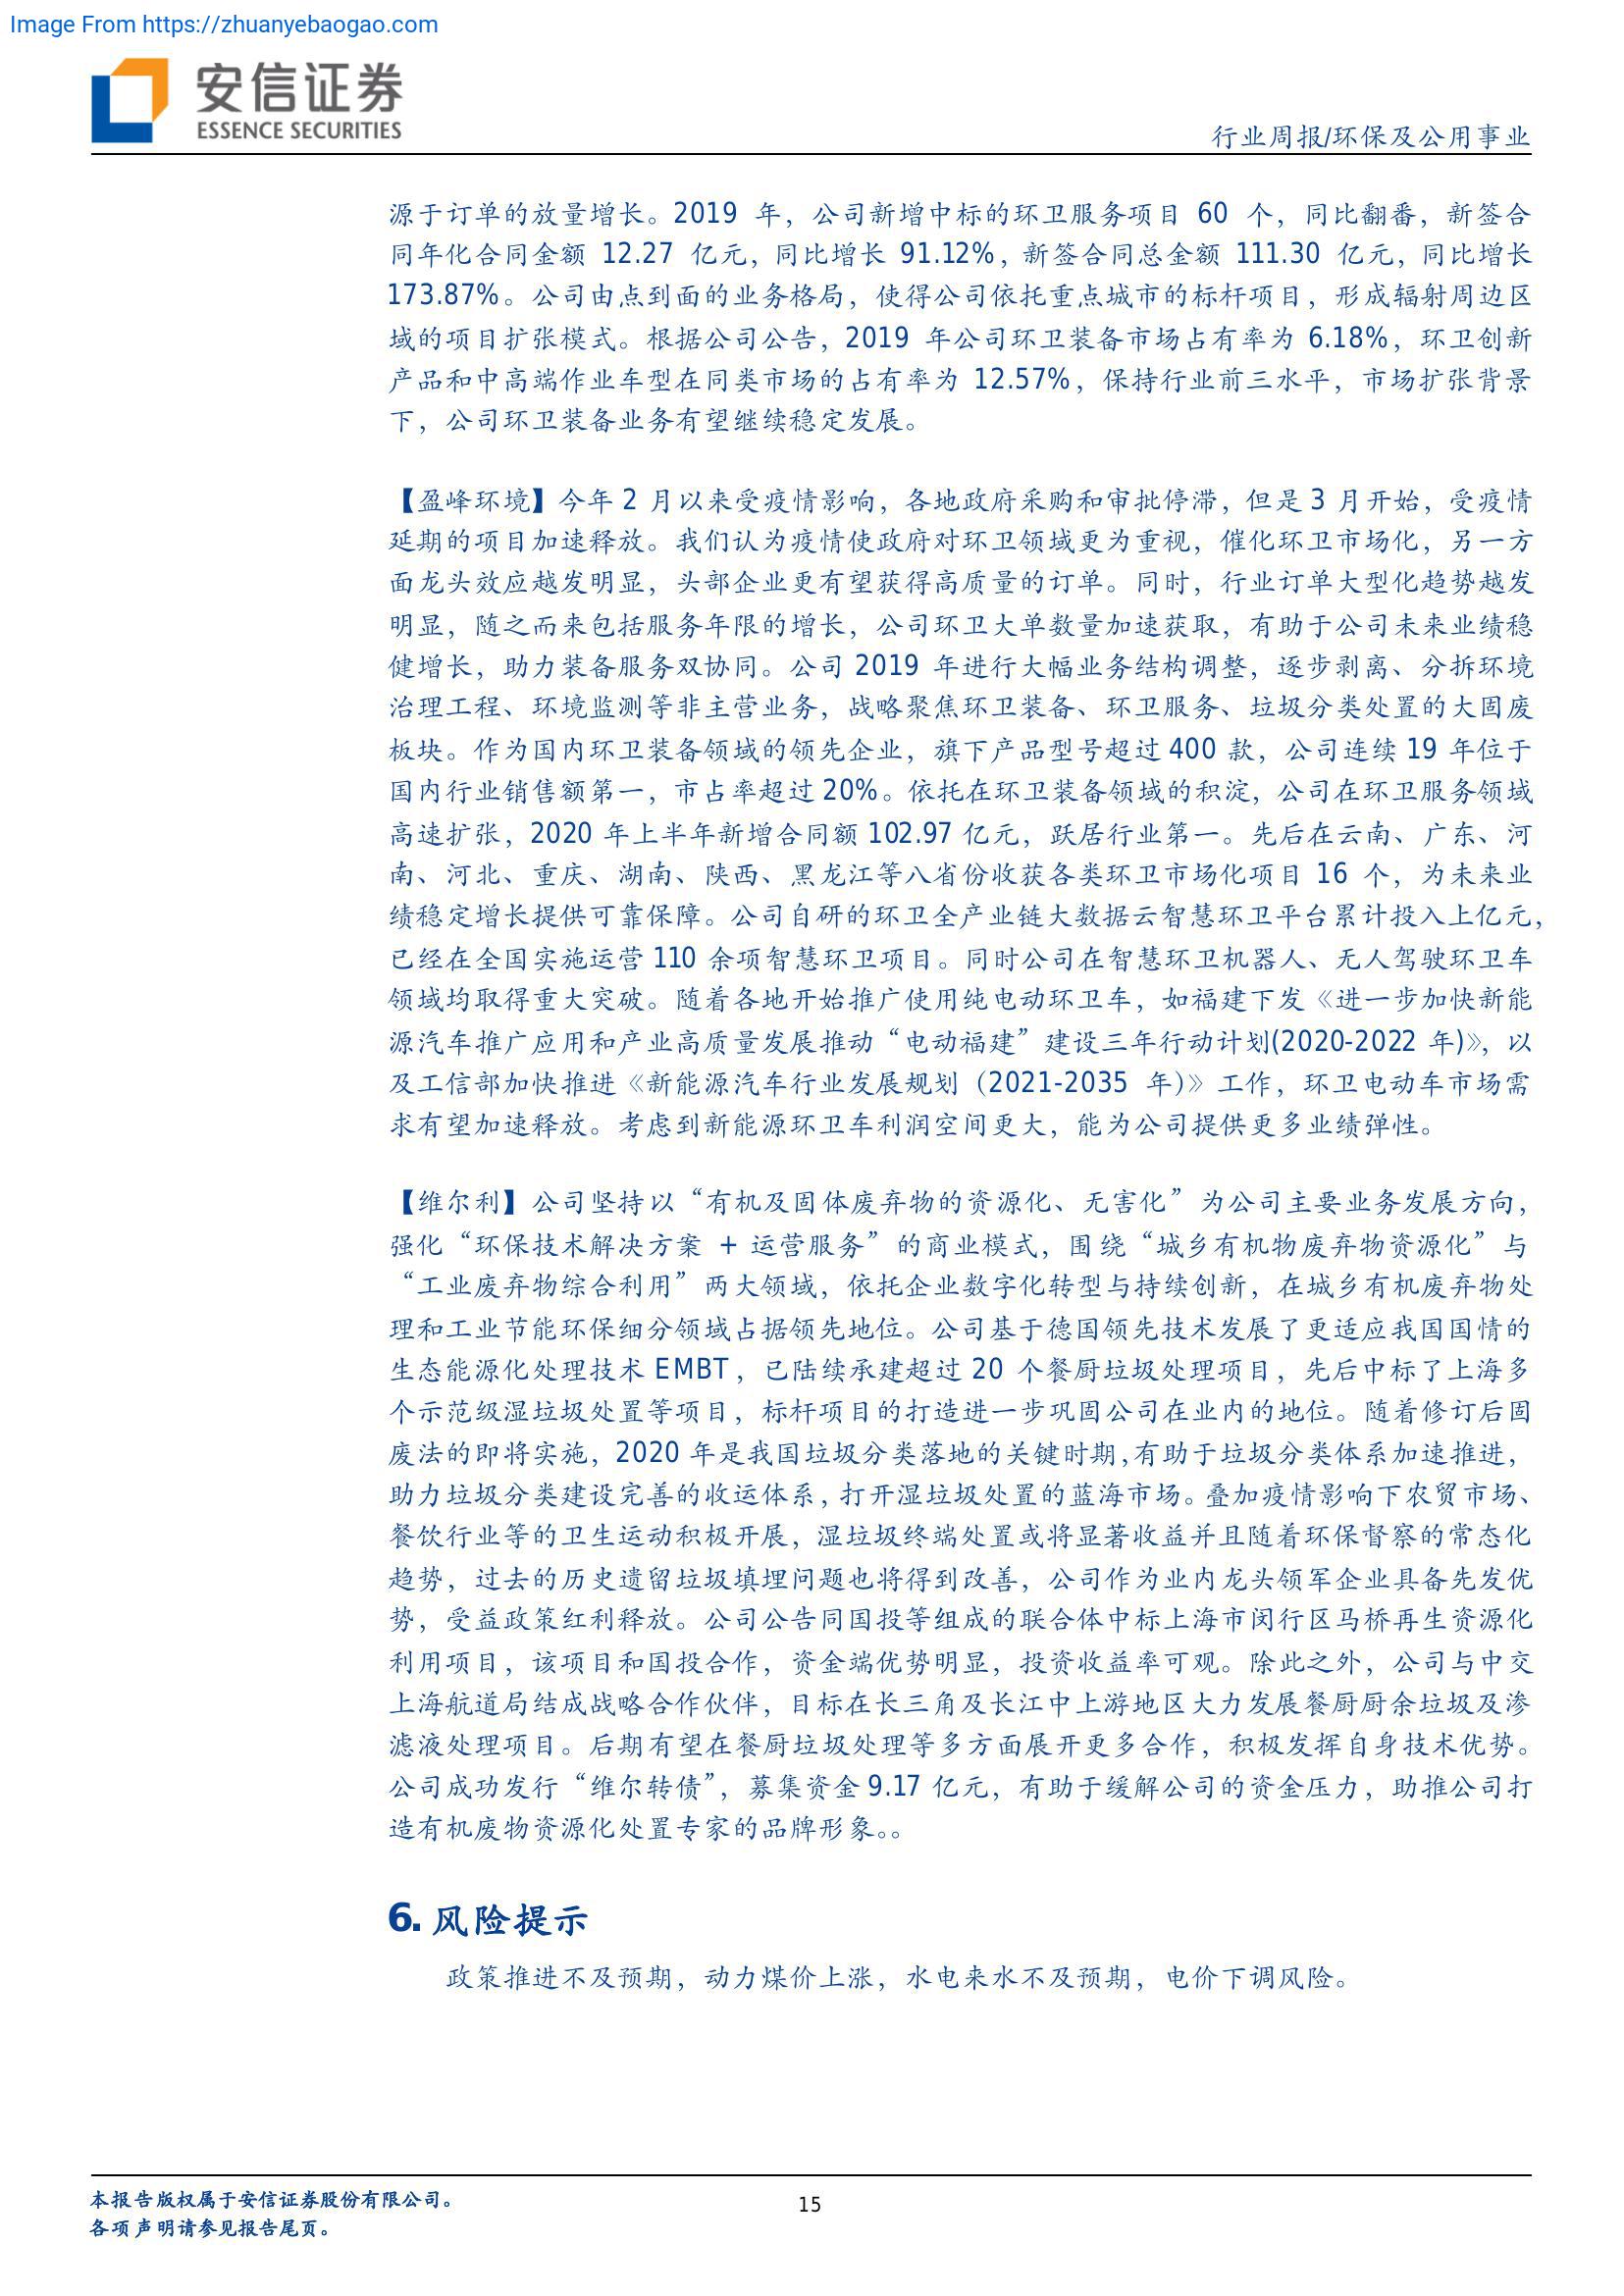 Image From https://zhuanyebaogao.com
安信证券
ESSENCE SECURITIES
行业周报/环保及公用事业
源于订单的放量增长。2019 年，公司新增中标的环卫服务项目 60 个，同比翻番，新签合
同年化合同金额 12.27 亿元，同比增长 91.12%，新签合同总金额 111.30 亿元，同比增长
173.87%。公司由点到面的业务格局，使得公司依托重点城市的标杆项目，形成辐射周边区
域的项目扩张模式。根据公司公告，2019 年公司环卫装备市场占有率为 6.18%，环卫创新
产品和中高端作业车型在同类市场的占有率为 12.57%，保持行业前三水平，市场扩张背景
下，公司环卫装备业务有望继续稳定发展。
【盈峰环境】今年 2 月以来受疫情影响，各地政府采购和审批停滞，但是 3 月开始，受疫情
延期的项目加速释放。我们认为疫情使政府对环卫领域更为重视，催化环卫市场化，另一方
面龙头效应越发明显，头部企业更有望获得高质量的订单。同时，行业订单大型化趋势越发
明显，随之而来包括服务年限的增长，公司环卫大单数量加速获取，有助于公司未来业绩稳
健增长，助力装备服务双协同。公司 2019 年进行大幅业务结构调整，逐步剥离、分拆环境
治理工程、环境监测等非主营业务，战略聚焦环卫装备、环卫服务、垃圾分类处置的大固废
板块。作为国内环卫装备领域的领先企业，旗下产品型号超过 400 款，公司连续 19 年位于
国内行业销售额第一，市占率超过 20%。依托在环卫装备领域的积淀，公司在环卫服务领域
高速扩张，2020 年上半年新增合同额 102.97 亿元，跃居行业第一。先后在云南、广东、河
南、河北、重庆、湖南、陕西、黑龙江等八省份收获各类环卫市场化项目 16 个，为未来业
绩稳定增长提供可靠保障。公司自研的环卫全产业链大数据云智慧环卫平台累计投入上亿元，
已经在全国实施运营 110 余项智慧环卫项目。同时公司在智慧环卫机器人、无人驾驶环卫车
领域均取得重大突破。随着各地开始推广使用纯电动环卫车，如福建下发《进一步加快新能
源汽车推广应用和产业高质量发展推动“电动福建”建设三年行动计划(2020-2022 年)》，以
及工信部加快推进《新能源汽车行业发展规划（2021-2035 年）》工作，环卫电动车市场需
求有望加速释放。考虑到新能源环卫车利润空间更大，能为公司提供更多业绩弹性。
【维尔利】公司坚持以“有机及固体废弃物的资源化、无害化”为公司主要业务发展方向，
强化“环保技术解决方案 + 运营服务”的商业模式，围绕“城乡有机物废弃物资源化”与
“工业废弃物综合利用”两大领域，依托企业数字化转型与持续创新，在城乡有机废弃物处
理和工业节能环保细分领域占据领先地位。公司基于德国领先技术发展了更适应我国国情的
生态能源化处理技术 EMBT，已陆续承建超过 20 个餐厨垃圾处理项目，先后中标了上海多
个示范级湿垃圾处置等项目，标杆项目的打造进一步巩固公司在业内的地位。随着修订后固
废法的即将实施，2020 年是我国垃圾分类落地的关键时期，有助于垃圾分类体系加速推进，
助力垃圾分类建设完善的收运体系，打开湿垃圾处置的蓝海市场。叠加疫情影响下农贸市场、
餐饮行业等的卫生运动积极开展，湿垃圾终端处置或将显著收益并且随着环保督察的常态化
趋势，过去的历史遗留垃圾填埋问题也将得到改善，公司作为业内龙头领军企业具备先发优
势，受益政策红利释放。公司公告同国投等组成的联合体中标上海市闵行区马桥再生资源化
利用项目，该项目和国投合作，资金端优势明显，投资收益率可观。除此之外，公司与中交
上海航道局结成战略合作伙伴，目标在长三角及长江中上游地区大力发展餐厨厨余垃圾及渗
滤液处理项目。后期有望在餐厨垃圾处理等多方面展开更多合作，积极发挥自身技术优势。
公司成功发行“维尔转债”，募集资金 9.17 亿元，有助于缓解公司的资金压力，助推公司打
造有机废物资源化处置专家的品牌形象。。
6. 风险提示
政策推进不及预期，动力煤价上涨，水电来水不及预期，电价下调风险。
本报告版权属于安信证券股份有限公司。
15
各项声明请参见报告尾页。